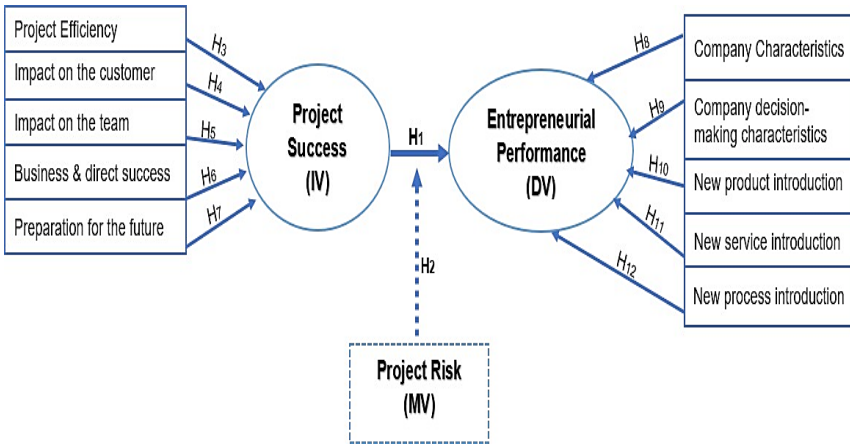 Project Efficiency
Impact on the customer
Impact on the team
Business & direct success
Preparation for the future
H3
H4
H5
H6
H7
Project
Success
(IV)
H1
Entrepreneurial
Performance
(DV)
H2
Project Risk
(MV)
H8
H9
H10
H11
H12
Company Characteristics
Company decision-
making characteristics
New product introduction
New service introduction
New process introduction